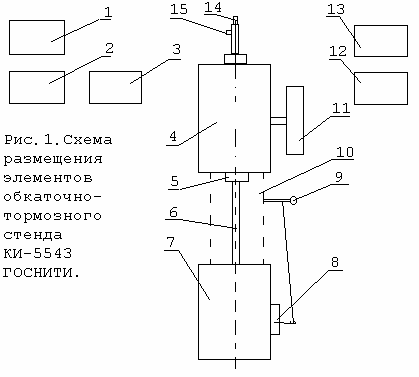 14
15
1
13
2
3
12
Рис.1.Схема
размещения
элементов
обкаточно-
тормозного
стенда
КИ-5543
ГОСНИТИ.
4
11
5
10
6
9
7
8